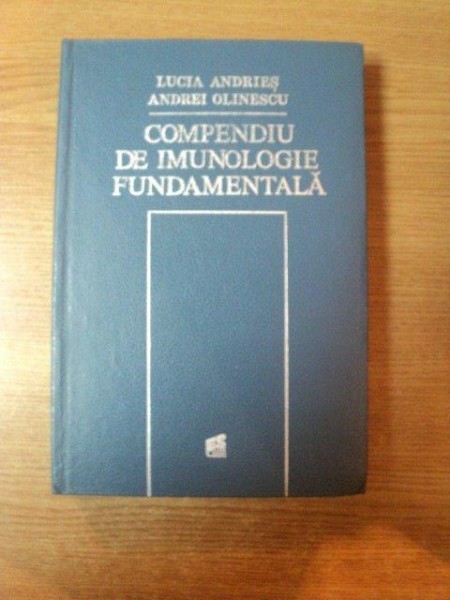 LUCIA ANDRIEȘ
ANDREI OLINESCU
COMPENDIU
DE IMUNOLOGIE
FUNDAMENTALĂ